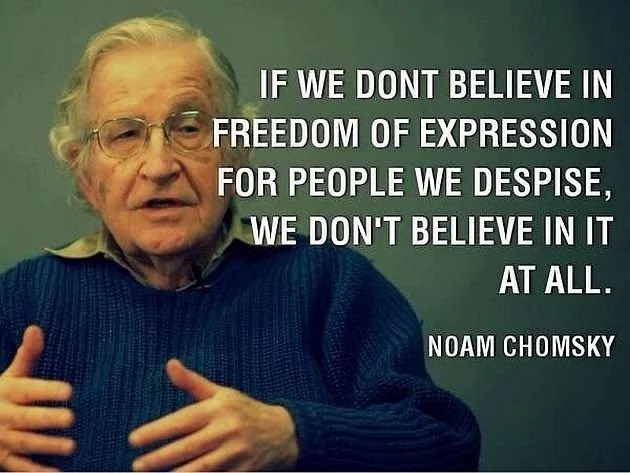 IF WE DONT BELIEVE IN
FREEDOM OF EXPRESSION
FOR PEOPLE WE DESPISE,
WE DON'T BELIEVE IN IT
AT ALL.
NOAM CHOMSKY